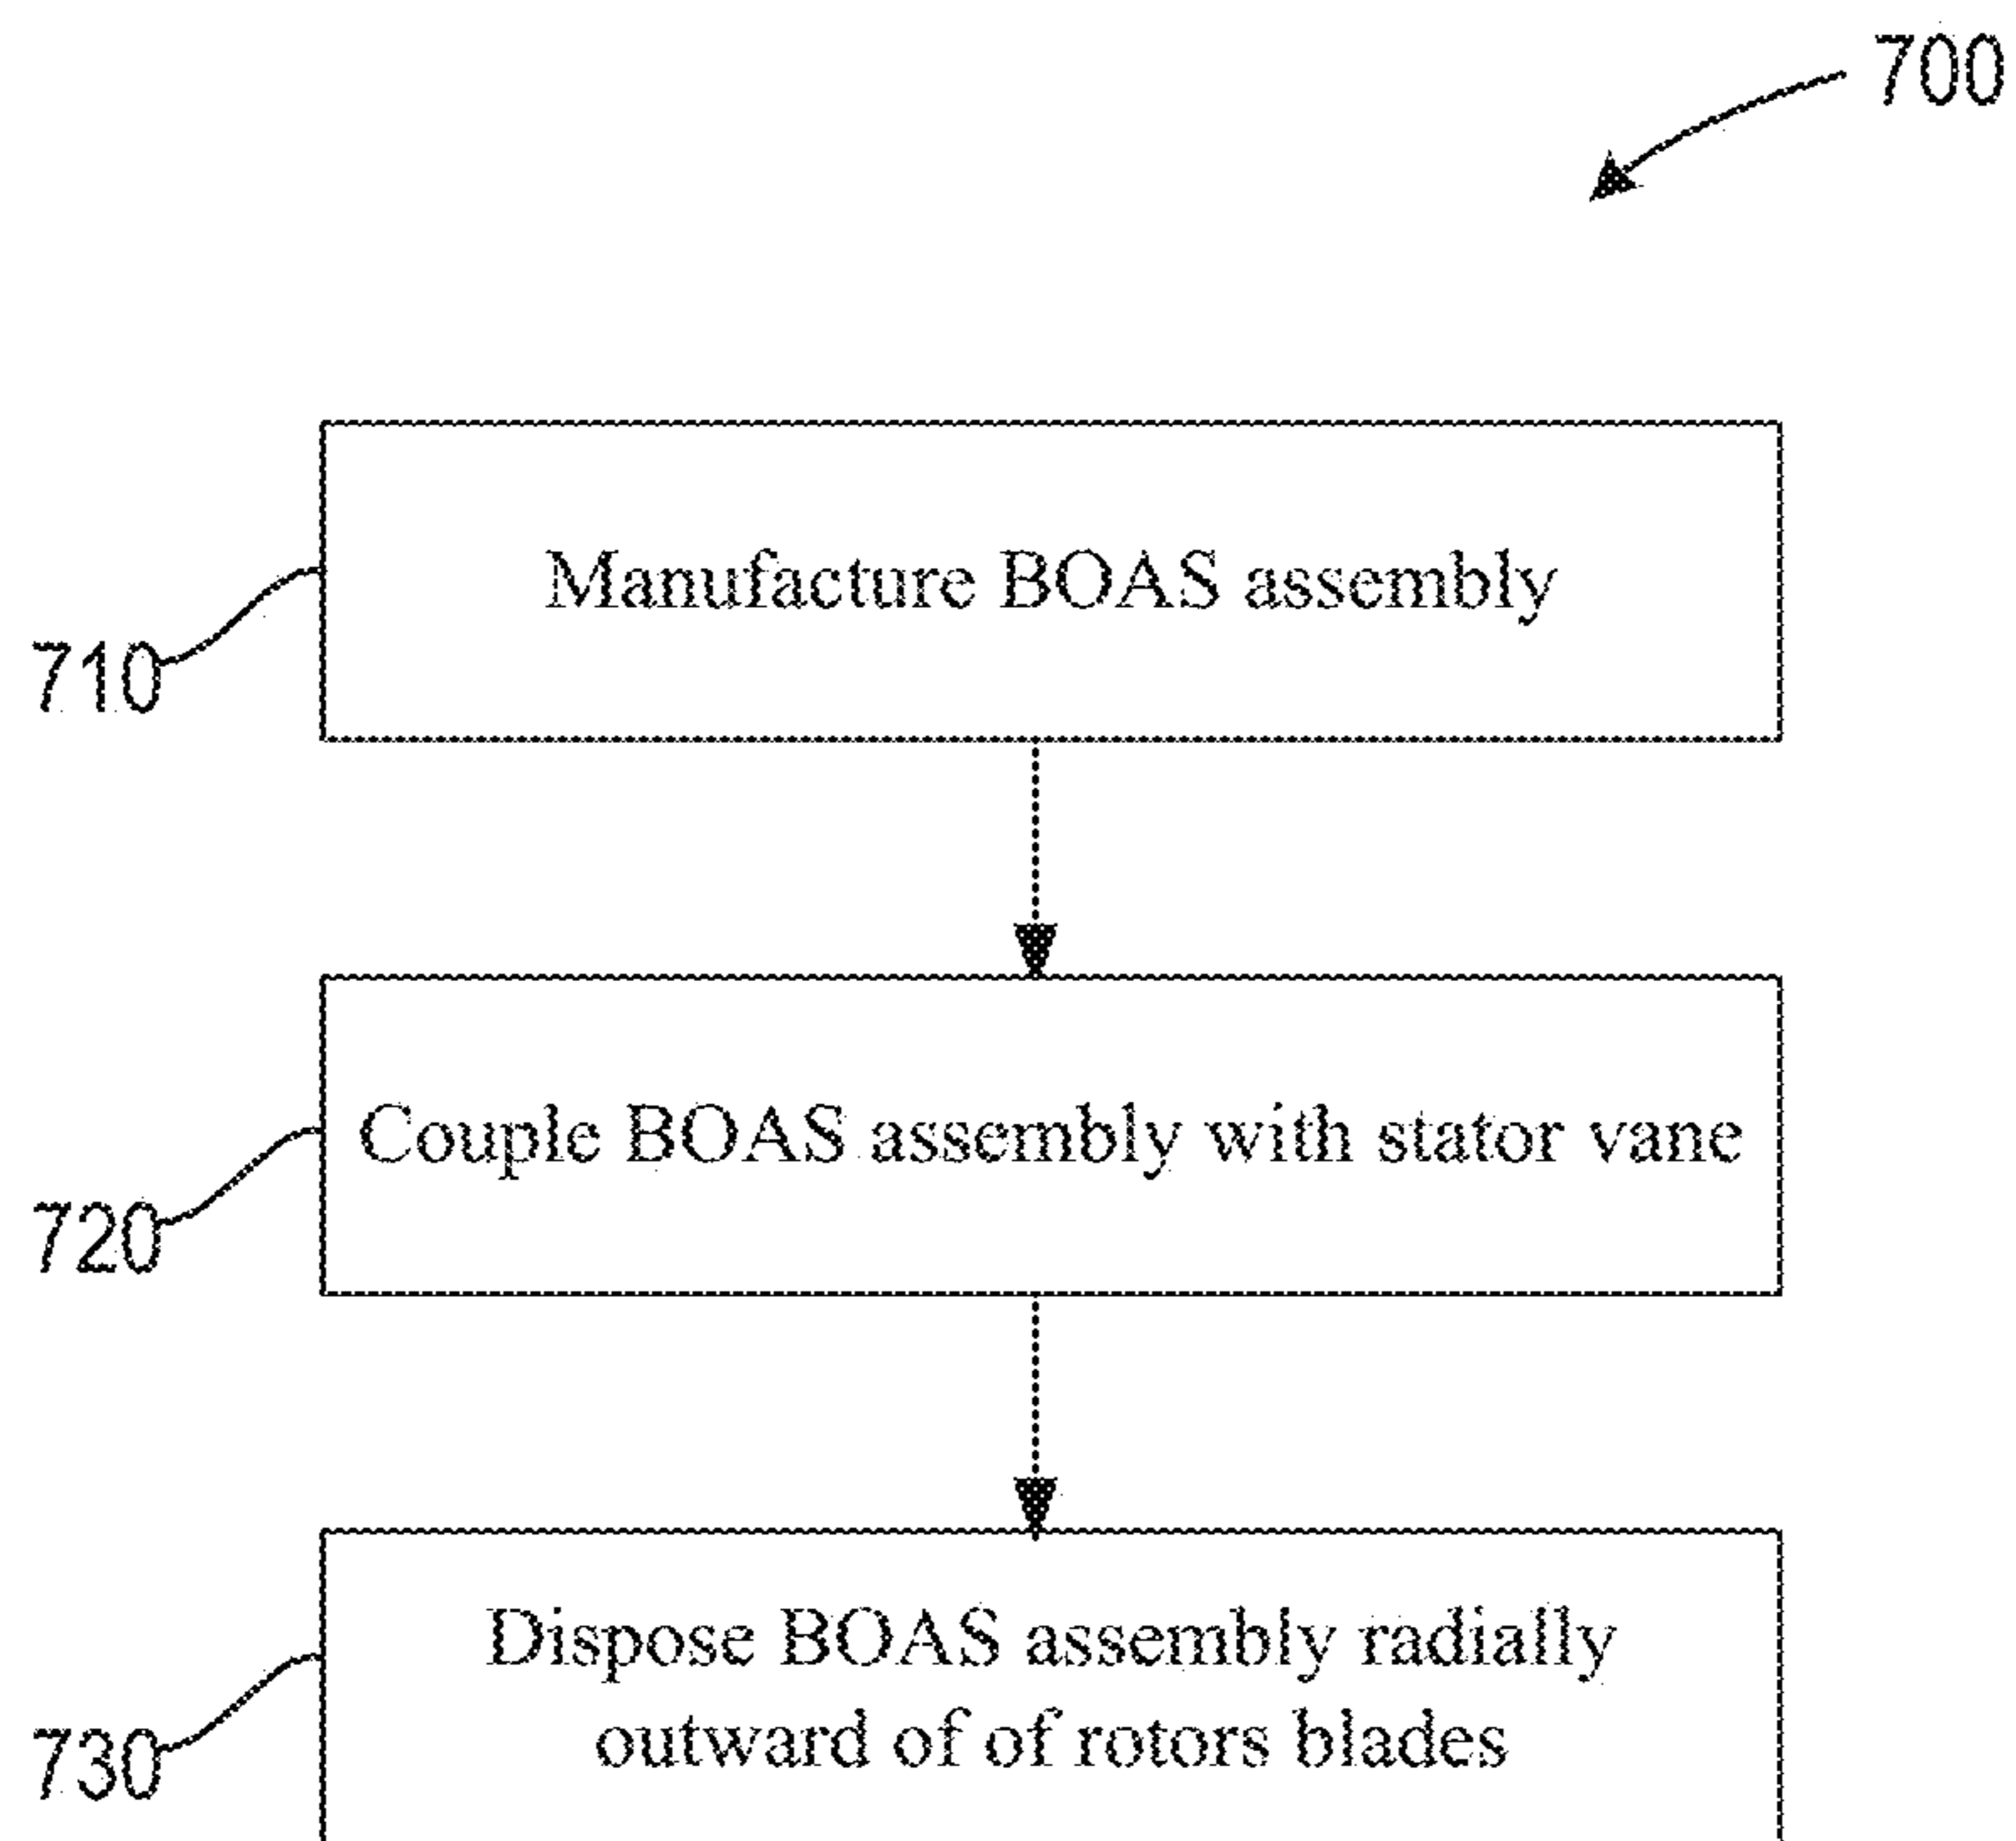 700
Manufacture BOAS assembly
710
Couple BOAS assembly with stator vane
720
Dispose BOAS assembly radially
outward of of rotors blades
730